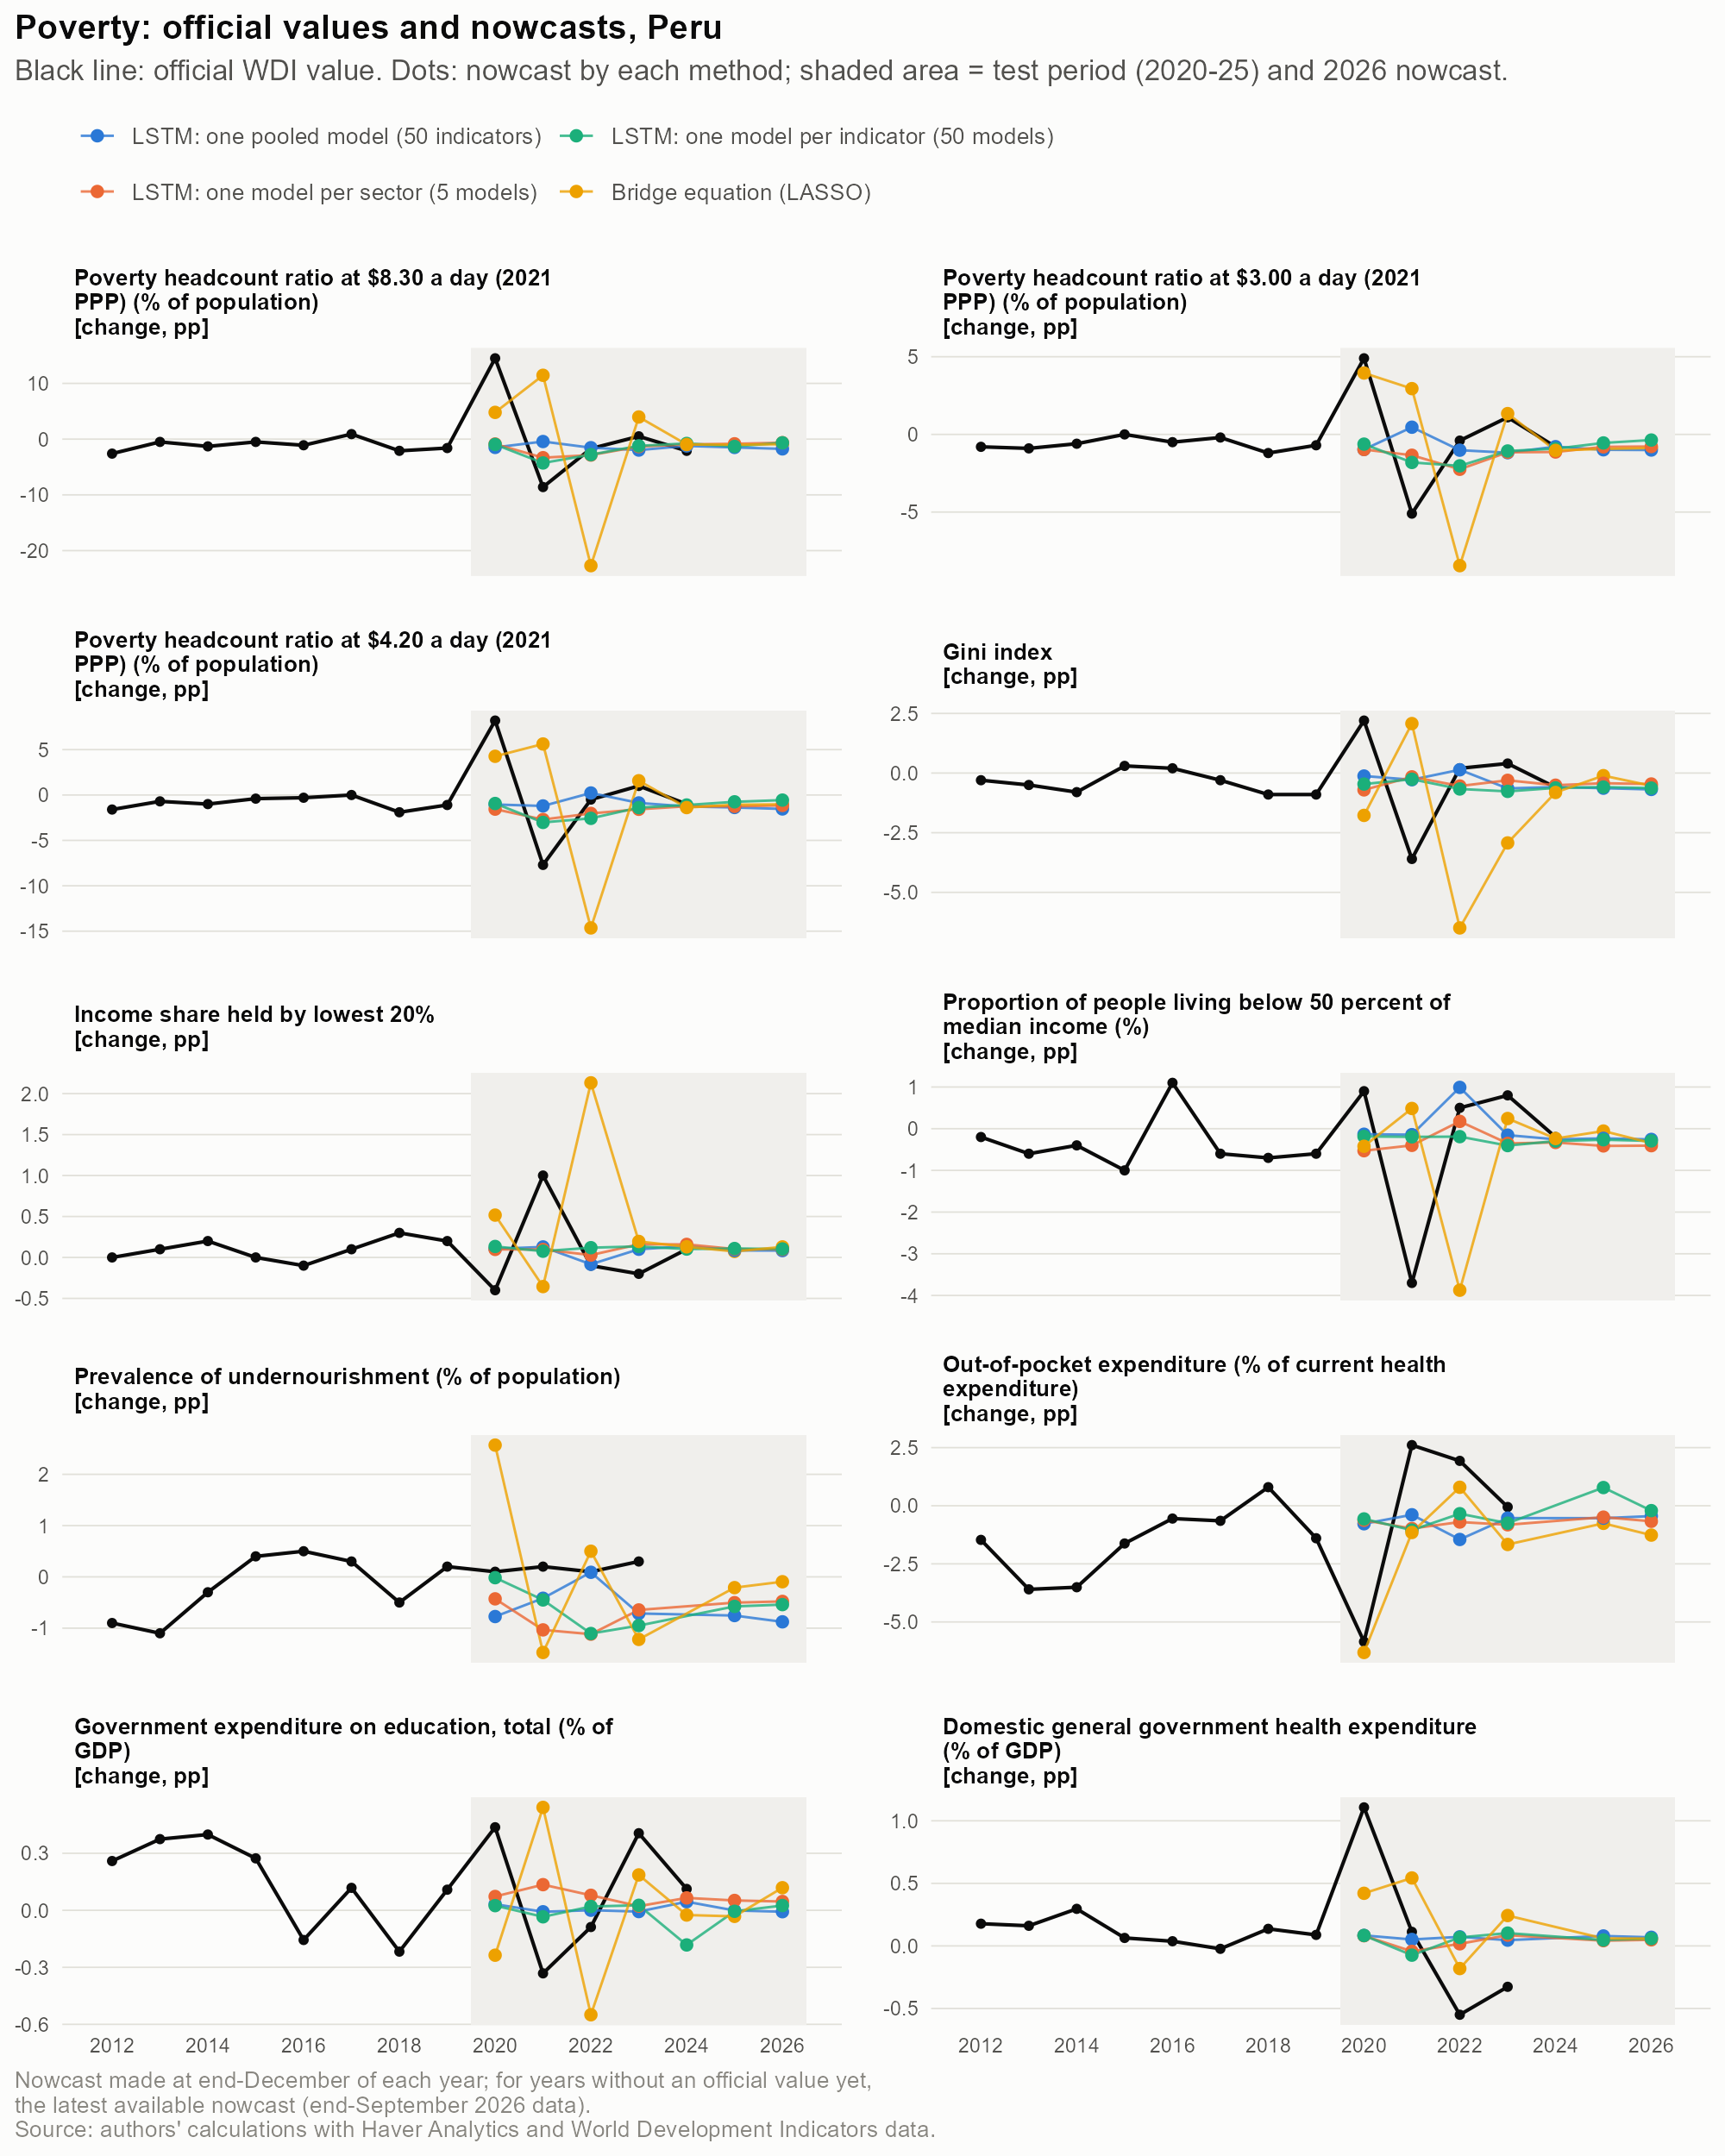 Poverty: official values and nowcasts, Peru
Black line: official WDI value. Dots: nowcast by each method; shaded area = test period (2020-25) and 2026 nowcast.
LSTM: one pooled model (50 indicators)
LSTM: one model per indicator (50 models)
LSTM: one model per sector (5 models)
Bridge equation (LASSO)
Poverty headcount ratio at $8.30 a day (2021
PPP) (% of population)
[change, pp]
10
0
-10
-20
Poverty headcount ratio at $3.00 a day (2021
PPP) (% of population)
[change, pp]
5
0
-5
Poverty headcount ratio at $4.20 a day (2021
PPP) (% of population)
[change, pp]
5
0
-5
-10
-15
Gini index
[change, pp]
2.5
0.0
-2.5
-5.0
Income share held by lowest 20%
[change, pp]
2.0
1.5
1.0
0.5
0.0
-0.5
Proportion of people living below 50 percent of
median income (%)
[change, pp]
1
0
-1
-2
-3
-4
Prevalence of undernourishment (% of population)
[change, pp]
2
1
0
-1
Out-of-pocket expenditure (% of current health
expenditure)
[change, pp]
2.5
0.0
-2.5
-5.0
Government expenditure on education, total (% of
GDP)
[change, pp]
0.3
0.0
-0.3
-0.6
2012 2014 2016 2018 2020 2022 2024 2026
Domestic general government health expenditure
(% of GDP)
[change, pp]
1.0
0.5
0.0
-0.5
2012 2014 2016 2018 2020 2022 2024 2026
Nowcast made at end-December of each year; for years without an official value yet,
the latest available nowcast (end-September 2026 data).
Source: authors' calculations with Haver Analytics and World Development Indicators data.